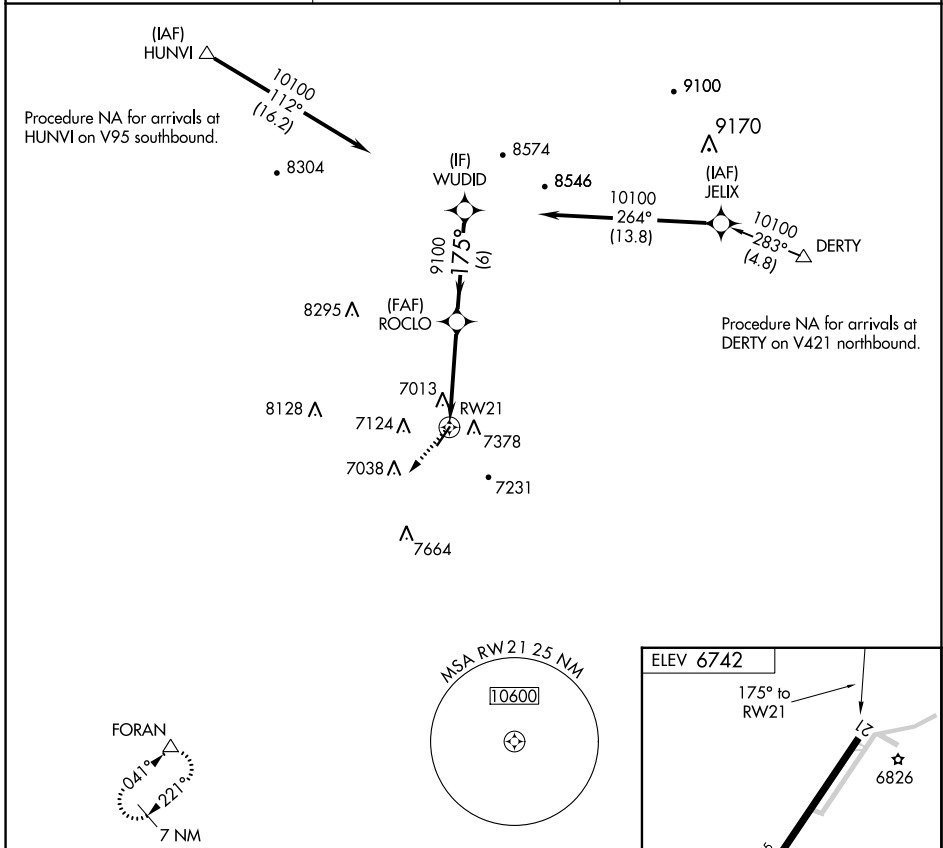 (IAF)
HUNVI
10100
112°
(16.2)
Procedure NA for arrivals at
HUNVI on V95 southbound.
8304
9100
9170
(IF)
WUDID
8574
8546
(IAF)
JELIX
10100
264°
(13.8)
10100
283°
(4.8)
DERTY
9100
175°
(6)
8295
(FAF)
ROCLO
Procedure NA for arrivals at
DERTY on V421 northbound.
7013
RW21
8128
7124
7378
7038
7231
7664
MSA RW21 25 NM
10600
ELEV 6742
175° to
RW21
21
6826
FORAN
041°
221°
7 NM